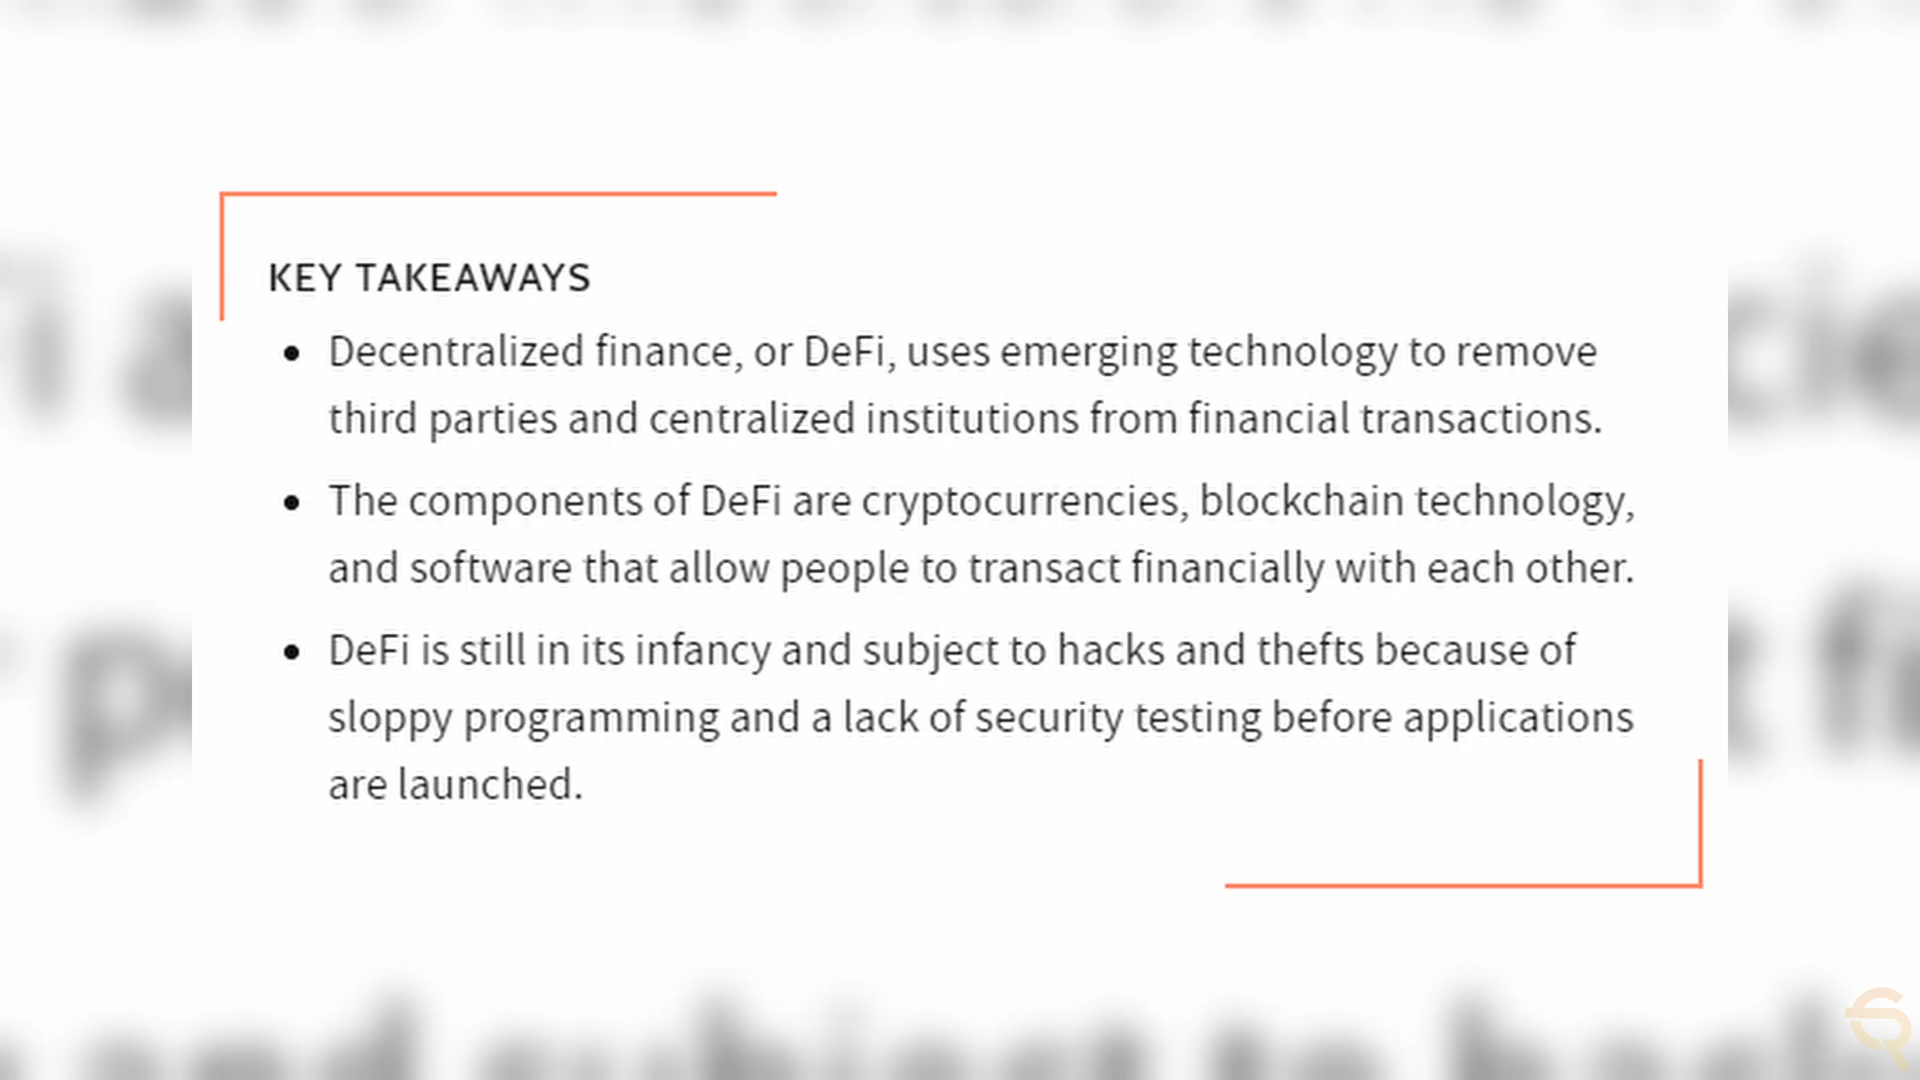 KEY TAKEAWAYS
• Decentralized finance, or DeFi, uses emerging technology to remove
third parties and centralized institutions from financial transactions.
• The components of DeFi are cryptocurrencies, blockchain technology,
and software that allow people to transact financially with each other.
• DeFi is still in its infancy and subject to hacks and thefts because of
sloppy programming and a lack of security testing before applications
are launched.